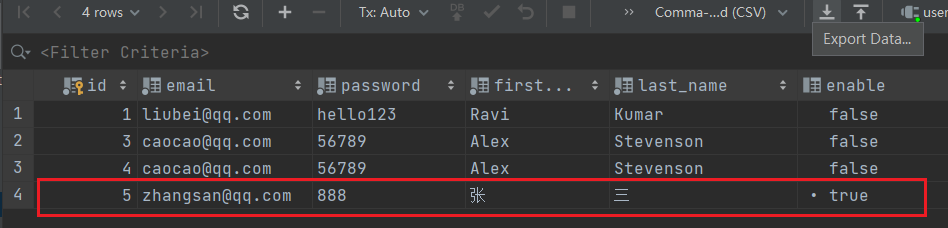 4 rows Tx: Auto DB Comma-...d (CSV) user
Export Data...
<Filter Criteria>
id email password first... last_name enable
1 1 liubei@qq.com hello123 Ravi Kumar false
2 3 caocao@qq.com 56789 Alex Stevenson false
3 4 caocao@qq.com 56789 Alex Stevenson false
4 5 zhangsan@qq.com 888 张 三 • true